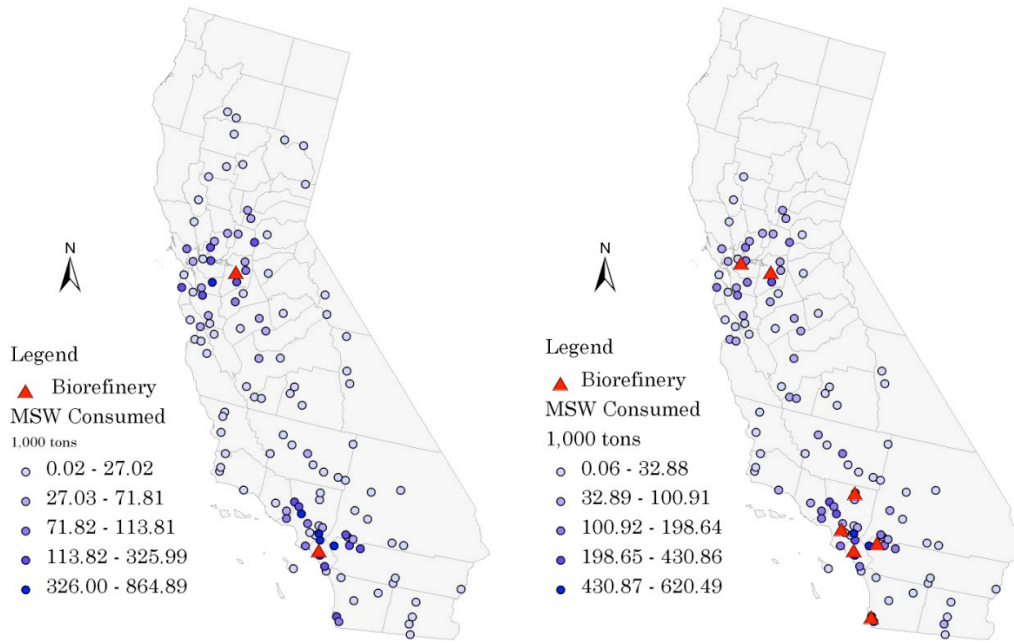 N
Legend
Biorefinery
MSW Consumed
1,000 tons
0.02 - 27.02
27.03 - 71.81
71.82 - 113.81
113.82 - 325.99
326.00 - 864.89
N
Legend
Biorefinery
MSW Consumed
1,000 tons
0.06 - 32.88
32.89 - 100.91
100.92 - 198.64
198.65 - 430.86
430.87 - 620.49